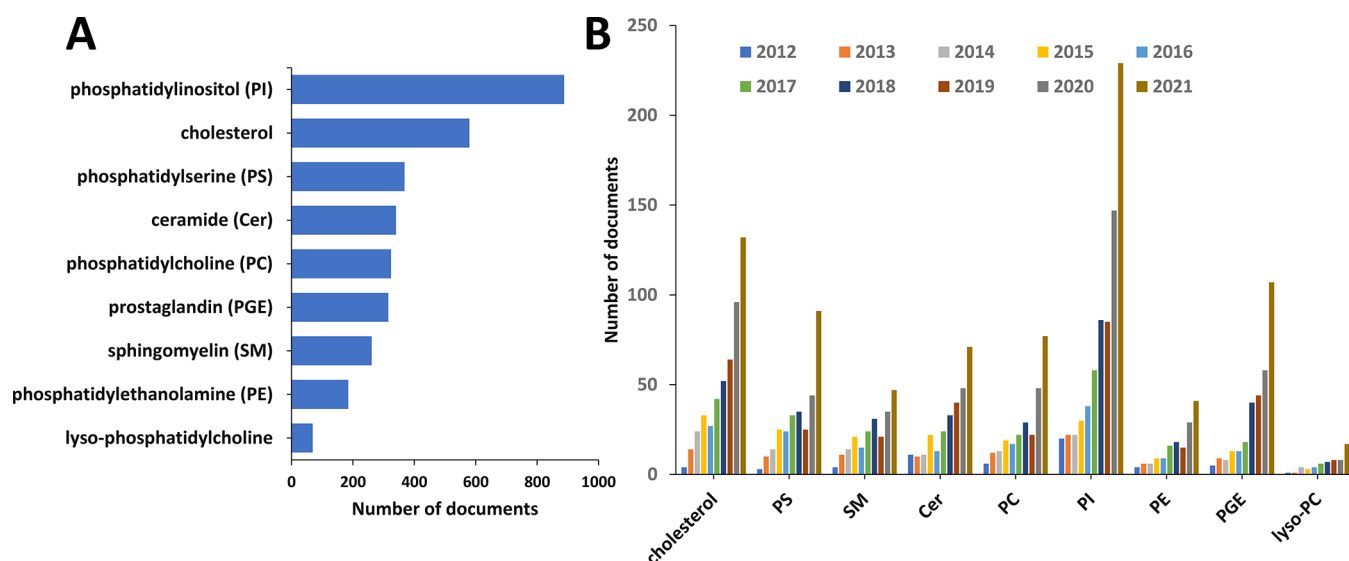 A
phosphatidylinositol (PI)
cholesterol
phosphatidylserine (PS)
ceramide (Cer)
phosphatidylcholine (PC)
prostaglandin (PGE)
sphingomyelin (SM)
phosphatidylethanolamine (PE)
lyso-phosphatidylcholine
0 200 400 600 800 1000
Number of documents
B
Number of documents
250
200
150
100
50
0
2012 2013 2014 2015 2016
2017 2018 2019 2020 2021
cholesterol PS SM Cer PC PI PE PGE lyso-PC